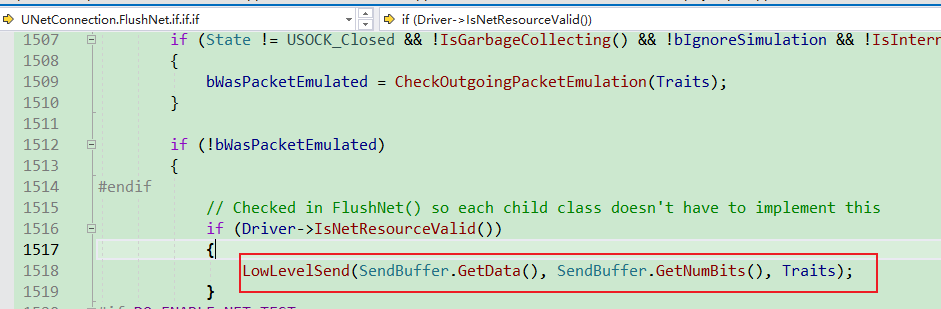 UNetConnection.FlushNet.if.if.if
if (Driver->IsNetResourceValid())
1507 if (State != USOCK_Closed && !IsGarbageCollecting() && !bIgnoreSimulation && !IsIntern
1508 {
1509 bWasPacketEmulated = CheckOutgoingPacketEmulation(Traits);
1510 }
1511
1512 if (!bWasPacketEmulated)
1513 {
1514 #endif
1515 // Checked in FlushNet() so each child class doesn't have to implement this
1516 if (Driver->IsNetResourceValid())
1517 {
1518 LowLevelSend(SendBuffer.GetData(), SendBuffer.GetNumBits(), Traits);
1519 }